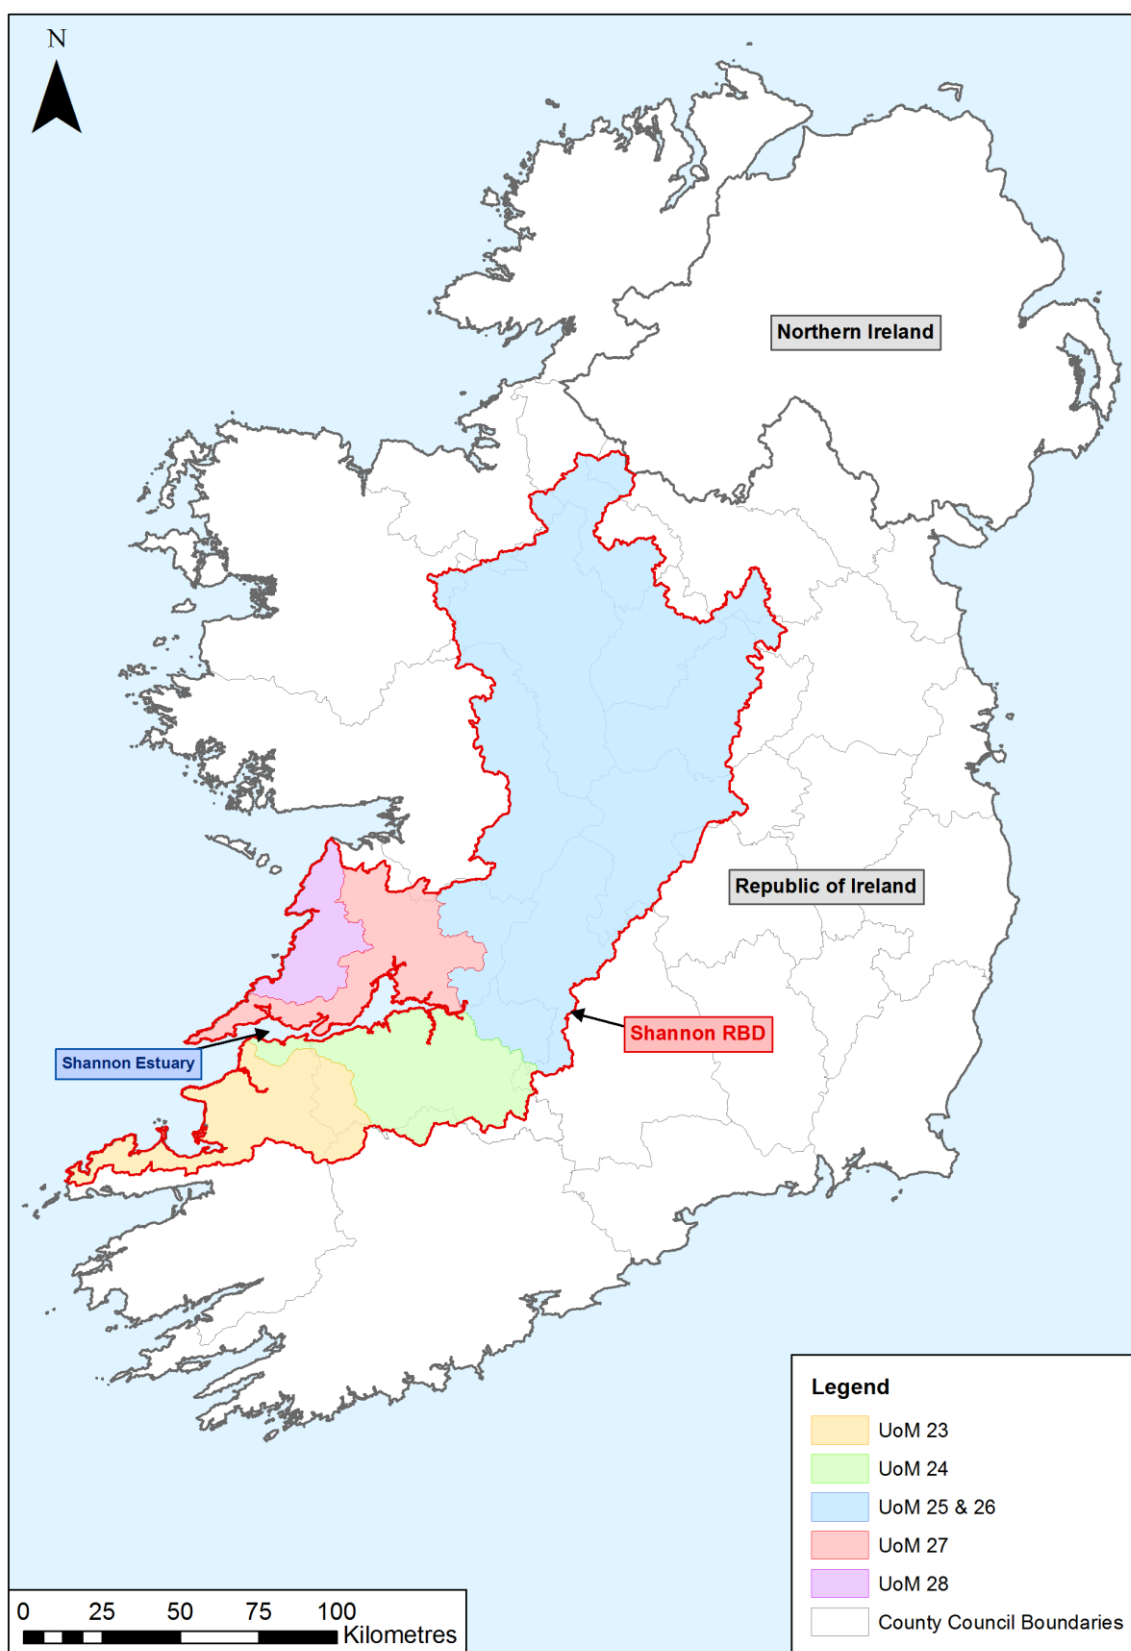 N
Northern Ireland
Republic of Ireland
Shannon RBD
Shannon Estuary
Legend
UoM 23
UoM 24
UoM 25 & 26
UoM 27
UoM 28
County Council Boundaries
0 25 50 75 100
Kilometres